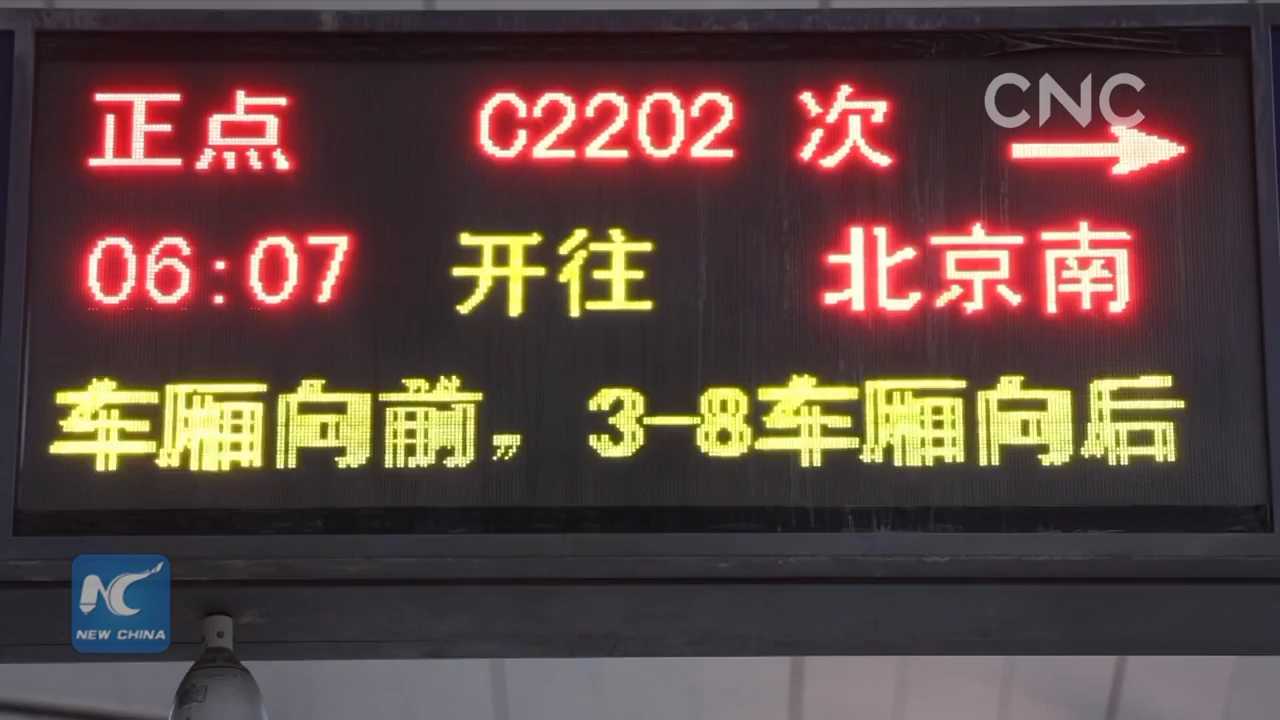 CNC
正点 C2202 次 →
06:07 开往 北京南
车厢向前，3-8车厢向后
NC
NEW CHINA